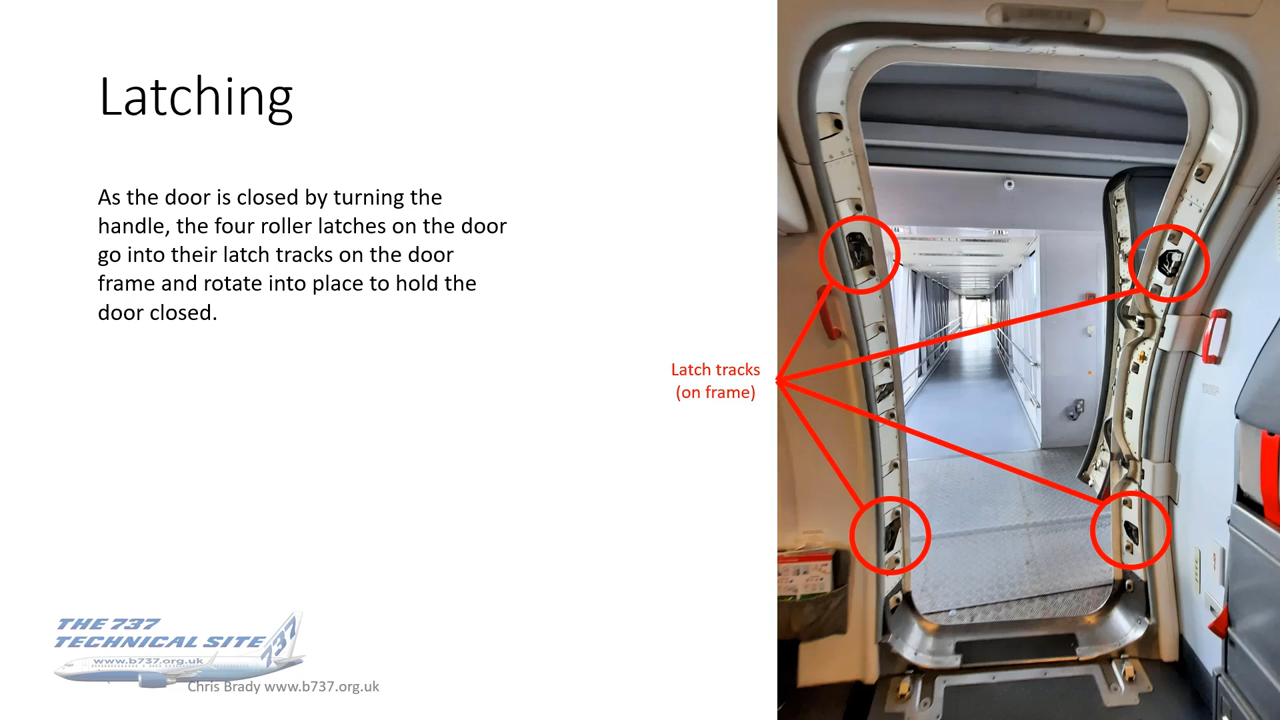 Latching
As the door is closed by turning the
handle, the four roller latches on the door
go into their latch tracks on the door
frame and rotate into place to hold the
door closed.
Latch tracks
(on frame)
THE 737
TECHNICAL SITE
737
www.b737.org.uk
Chris Brady www.b737.org.uk